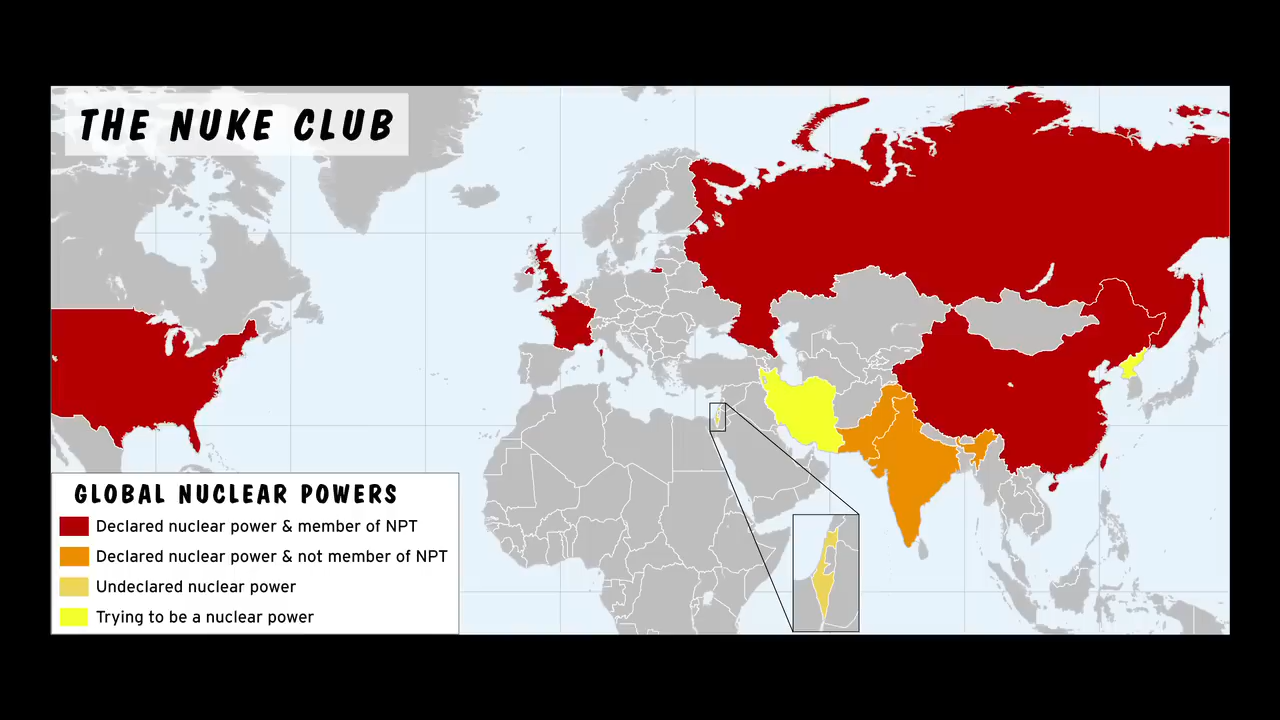 THE NUKE CLUB
GLOBAL NUCLEAR POWERS
Declared nuclear power & member of NPT
Declared nuclear power & not member of NPT
Undeclared nuclear power
Trying to be a nuclear power